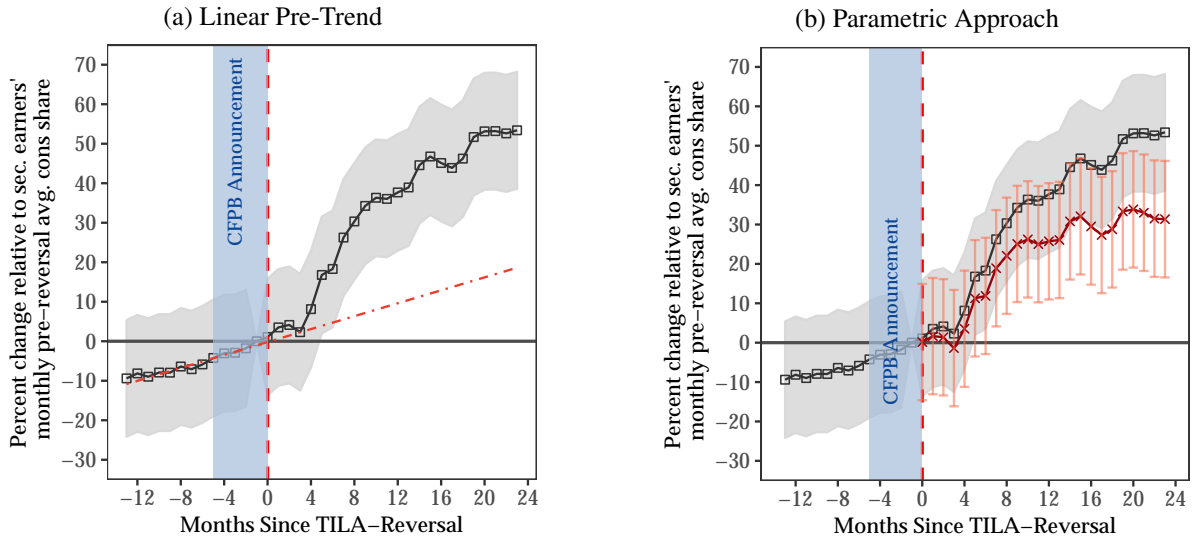 (a) Linear Pre-Trend
Percent change relative to sec. earners'
monthly pre−reversal avg. cons share
70
60
50
40
30
20
10
0
−10
−20
−30
CFPB Announcement
−12 −8 −4 0 4 8 12 16 20 24
Months Since TILA−Reversal
(b) Parametric Approach
Percent change relative to sec. earners'
monthly pre−reversal avg. cons share
70
60
50
40
30
20
10
0
−10
−20
−30
CFPB Announcement
−12 −8 −4 0 4 8 12 16 20 24
Months Since TILA−Reversal